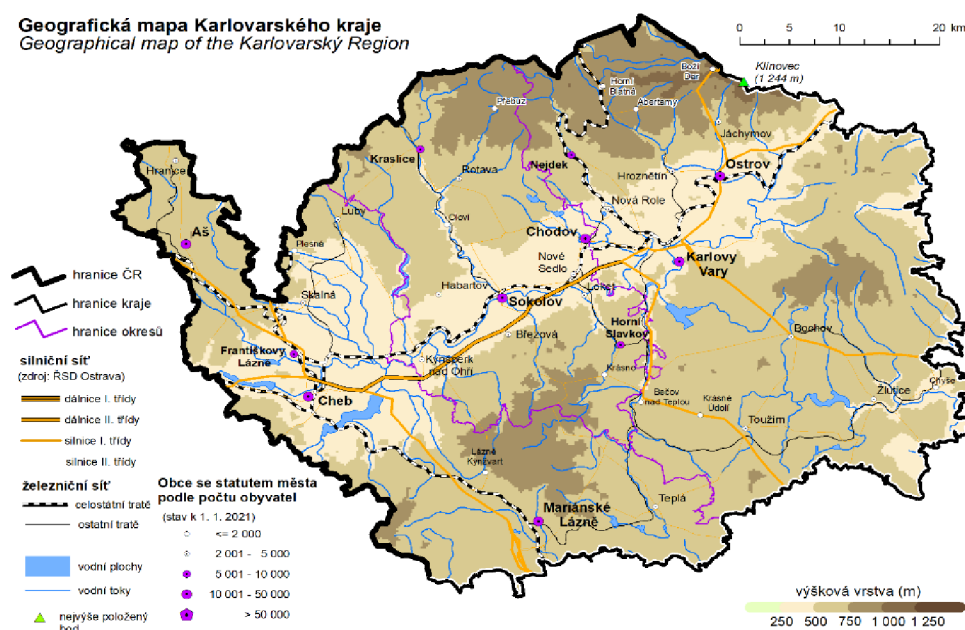 Geografická mapa Karlovarského kraje
Geographical map of the Karlovarský Region
0 5 10 20 km
Klínovec
(1 244 m)
Boží
Dar
Horní
Blatná
Přebuz
Abertamy
Jáchymov
Kraslice
Nejdek
Ostrov
Hranice
Rotava
Hroznětín
Nová Role
Luby
Oloví
Aš
Chodov
Plesná
Nové
Sedlo
Karlovy
Vary
Habartov
Loket
Skalná
Sokolov
Horní
Slavkov
Březová
Bochov
Františkovy
Lázně
Kynšperk
nad Ohří
Krásno
Cheb
Bečov
nad Teplou
Krásné
Údolí
Žlutice
Chyše
Toužim
Lázně
Kynžvart
Teplá
Mariánské
Lázně
hranice ČR
hranice kraje
hranice okresů
silniční síť
(zdroj: ŘSD Ostrava)
dálnice I. třídy
dálnice II. třídy
silnice I. třídy
silnice II. třídy
železniční síť
celostátní tratě
ostatní tratě
vodní plochy
vodní toky
nejvýše položený
bod
Obce se statutem města
podle počtu obyvatel
(stav k 1. 1. 2021)
<= 2 000
2 001 - 5 000
5 001 - 10 000
10 001 - 50 000
> 50 000
výšková vrstva (m)
250 500 750 1 000 1 250